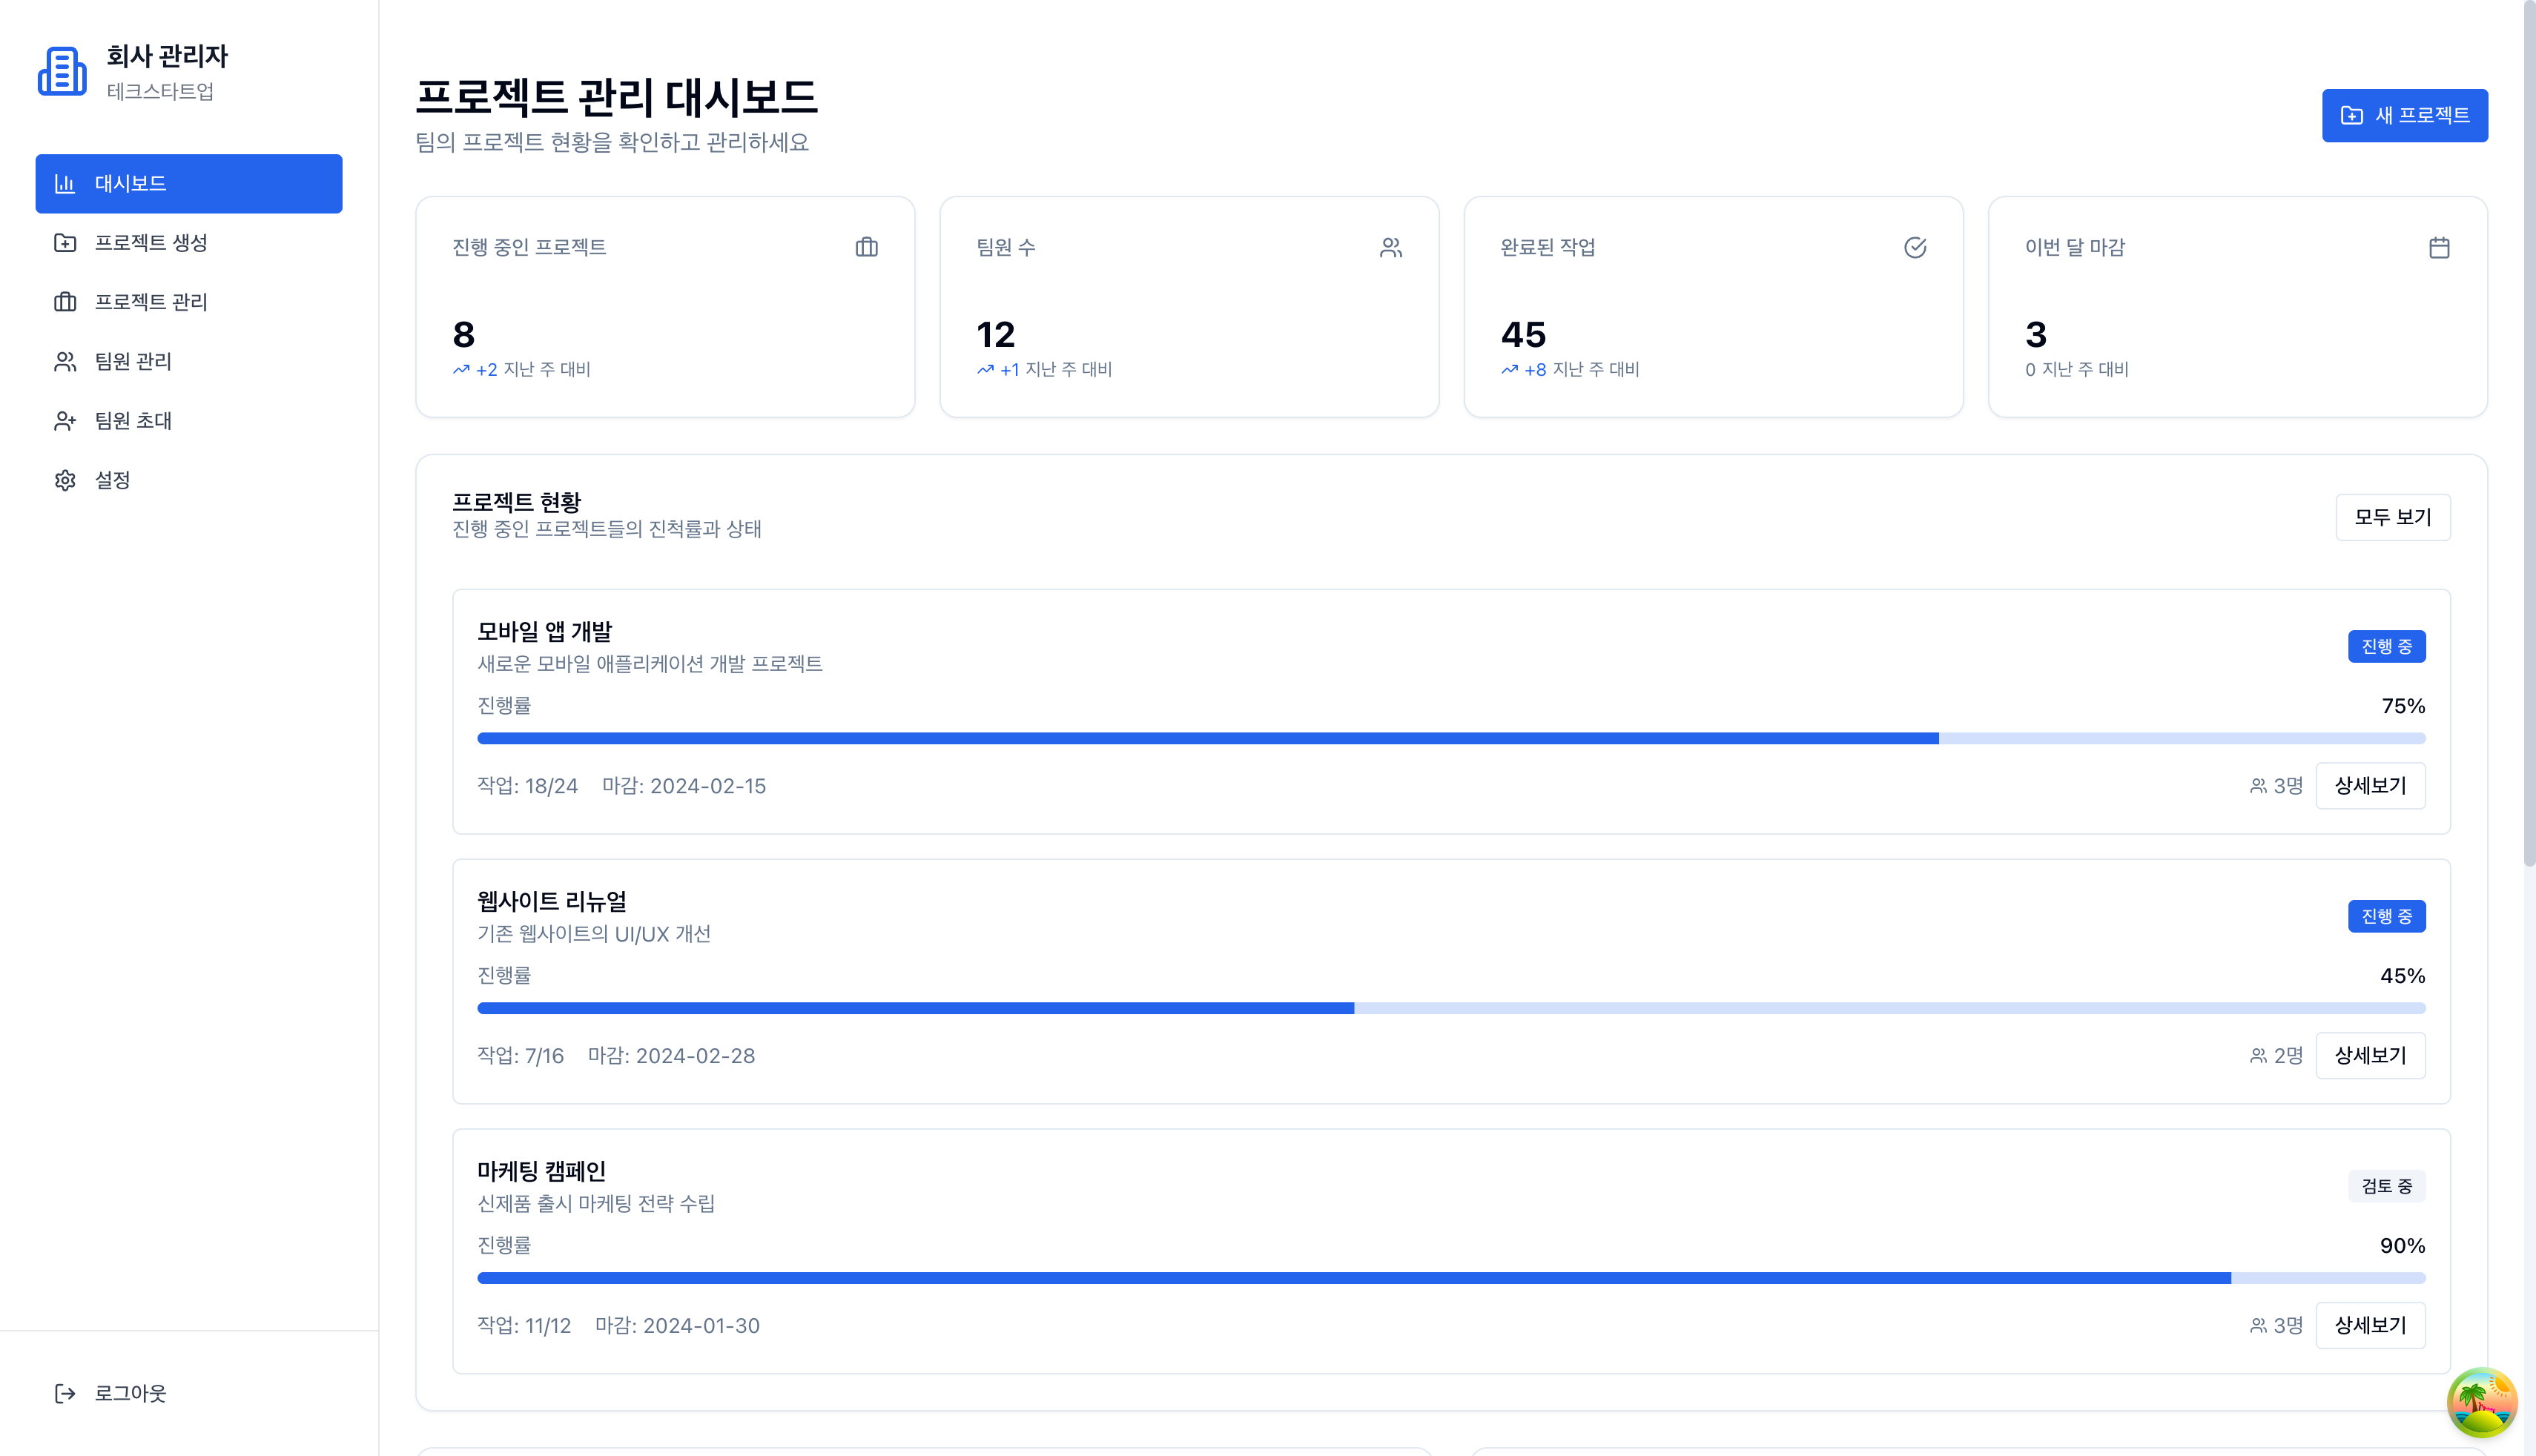 회사 관리자
테크스타트업
대시보드
프로젝트 생성
프로젝트 관리
팀원 관리
팀원 초대
설정
로그아웃
프로젝트 관리 대시보드
팀의 프로젝트 현황을 확인하고 관리하세요
새 프로젝트
진행 중인 프로젝트
8
+2 지난 주 대비
팀원 수
12
+1 지난 주 대비
완료된 작업
45
+8 지난 주 대비
이번 달 마감
3
0 지난 주 대비
프로젝트 현황
진행 중인 프로젝트들의 진척률과 상태
모두 보기
모바일 앱 개발
새로운 모바일 애플리케이션 개발 프로젝트
진행 중
진행률
75%
작업: 18/24 마감: 2024-02-15
3명
상세보기
웹사이트 리뉴얼
기존 웹사이트의 UI/UX 개선
진행 중
진행률
45%
작업: 7/16 마감: 2024-02-28
2명
상세보기
마케팅 캠페인
신제품 출시 마케팅 전략 수립
검토 중
진행률
90%
작업: 11/12 마감: 2024-01-30
3명
상세보기